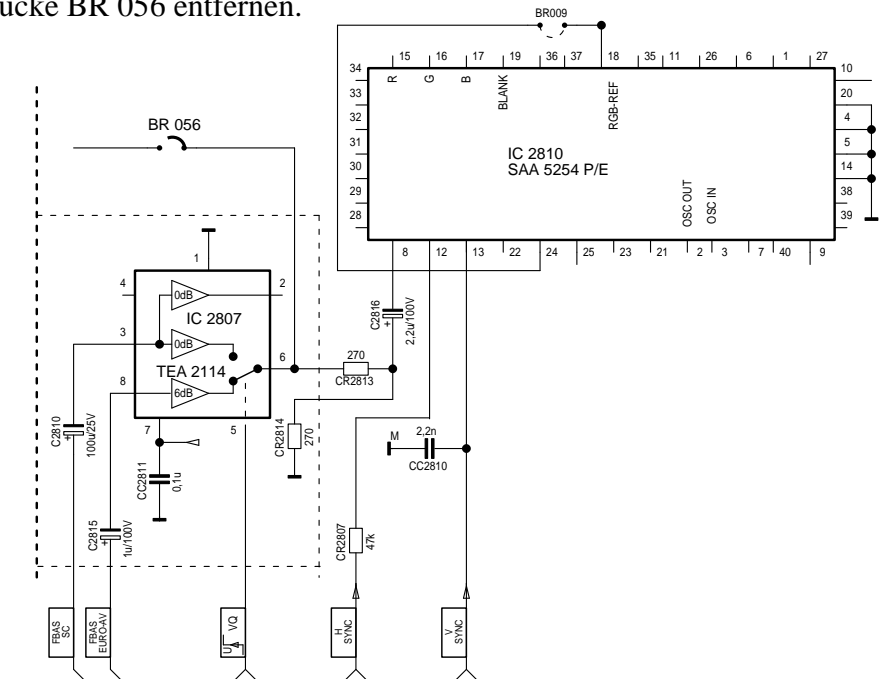 ücke BR 056 entfernen.
BR009
15 16 17 19 36 37 18 35 11 26 6 1 27
34
33
32
31
30
29
28
R G B BLANK RGB-REF
10
20
4
5
14
38
39
IC 2810
SAA 5254 P/E
OSC OUT OSC IN
8 12 13 22 24 25 23 21 2 3 7 40 9
BR 056
1
4
2
0dB
IC 2807
3
0dB
6
TEA 2114
8
6dB
7
5
C2816
+
2,2u/100V
270
CR2813
C2810
+
100u/25V
CR2814
270
M
2,2n
CC2810
CC2811
0,1u
C2815
+
1u/100V
CR2807
47k
FBAS
SC
FBAS
EURO-AV
U
VQ
H
SYNC
V
SYNC